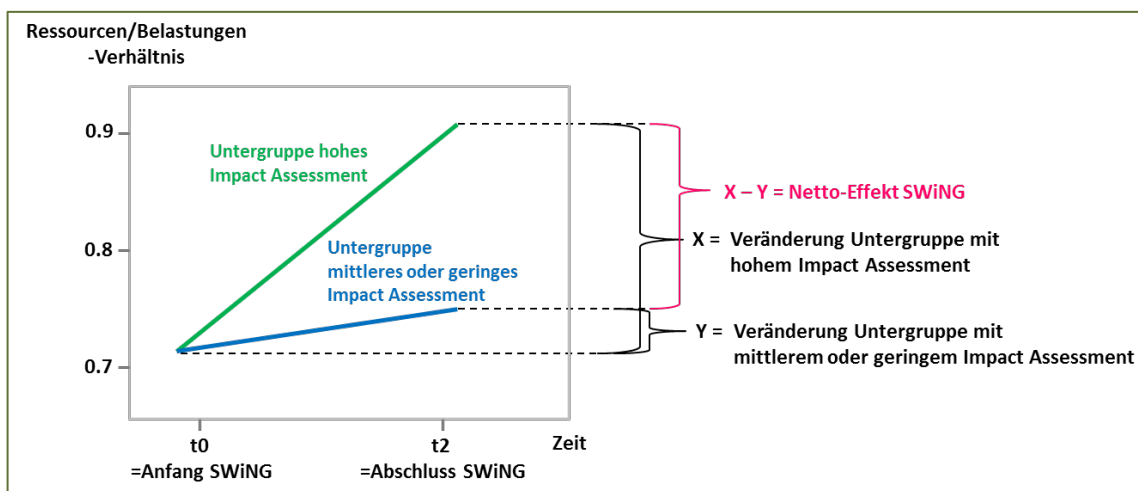 Ressourcen/Belastungen
-Verhältnis
0.9
0.8
0.7
Untergruppe hohes
Impact Assessment
Untergruppe
mittleres oder geringes
Impact Assessment
X – Y = Netto-Effekt SWiNG
X = Veränderung Untergruppe mit
hohem Impact Assessment
Y = Veränderung Untergruppe mit
mittlerem oder geringem Impact Assessment
t0
=Anfang SWiNG
t2
=Abschluss SWiNG
Zeit